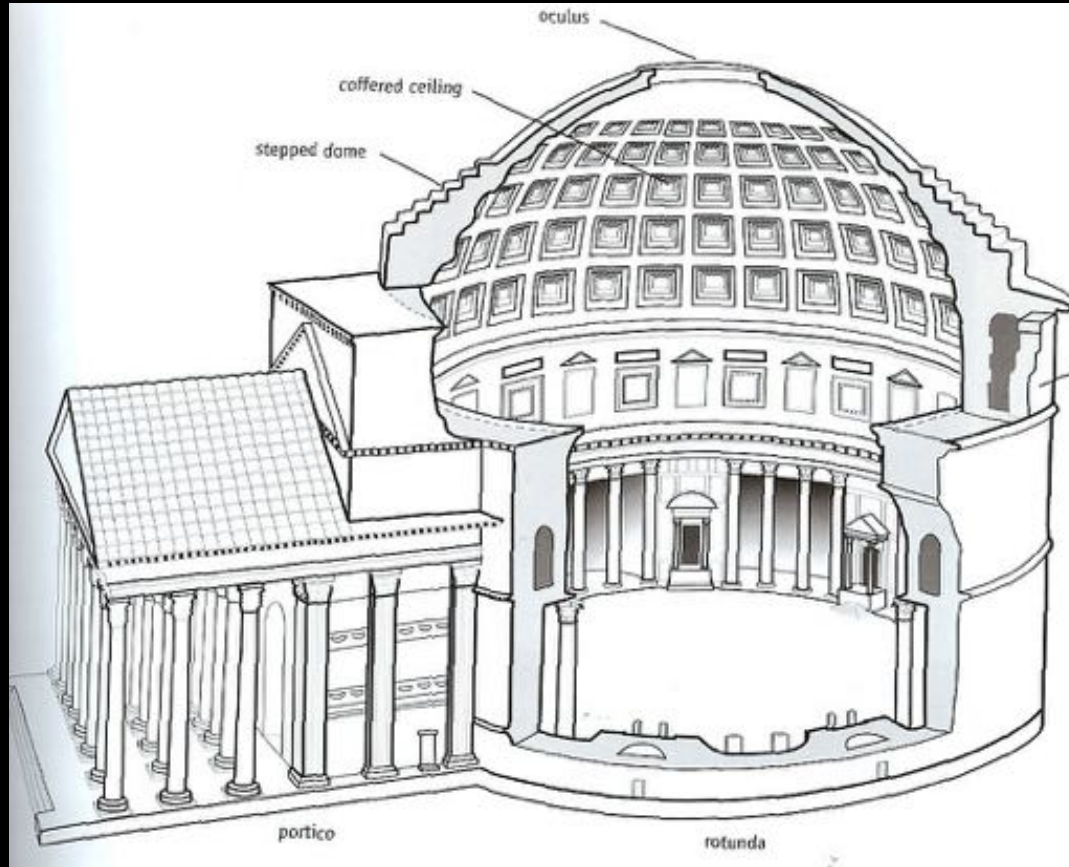 oculus
coffered ceiling
stepped dome
portico
rotunda